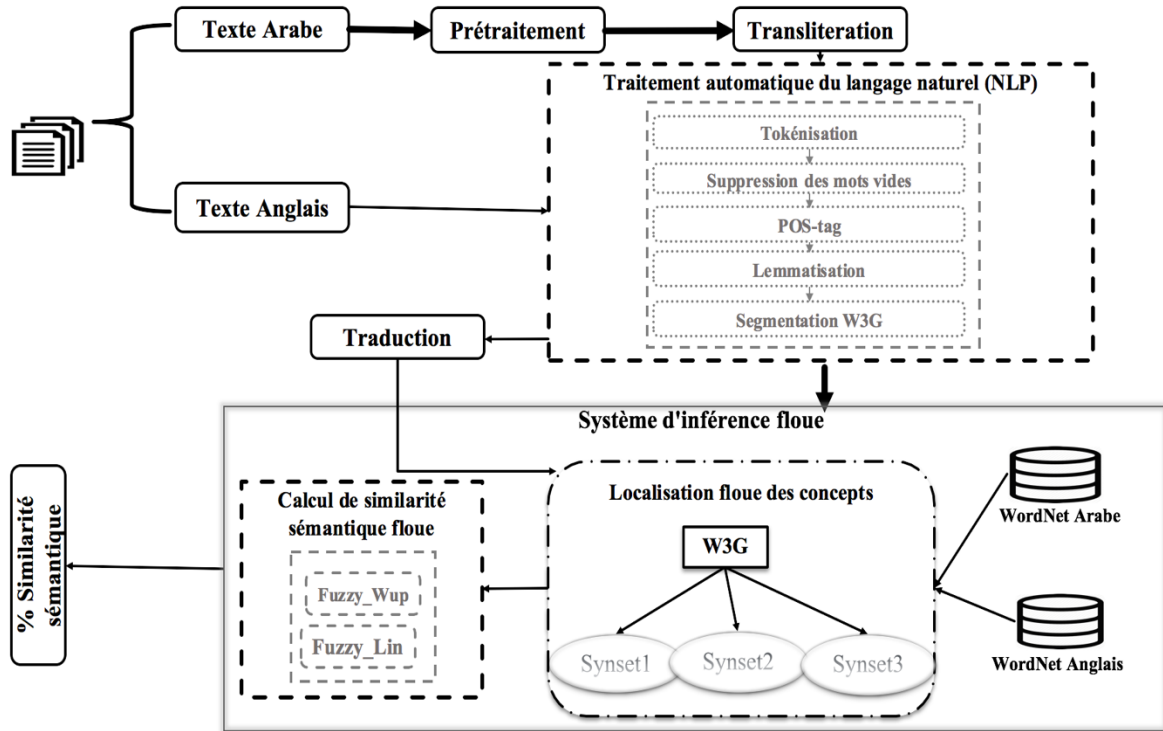 Texte Arabe
Prétraitement
Transliteration
Traitement automatique du langage naturel (NLP)
Tokénisation
Suppression des mots vides
POS-tag
Lemmatisation
Segmentation W3G
Texte Anglais
Traduction
Système d'inférence floue
Localisation floue des concepts
W3G
Synset1
Synset2
Synset3
WordNet Arabe
WordNet Anglais
Calcul de similarité
sémantique floue
Fuzzy_Wup
Fuzzy_Lin
% Similarité
sémantique